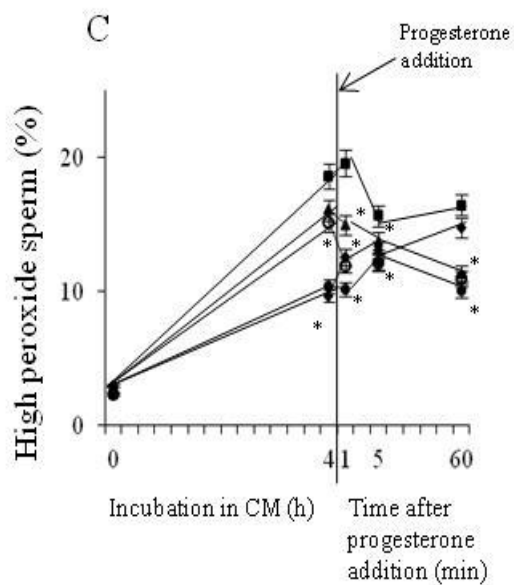 C
Progesterone
addition
High peroxide sperm (%)
20
10
0
*
*
*
*
*
*
*
*
0 4 1 5 60
Incubation in CM (h)
Time after
progesterone
addition (min)